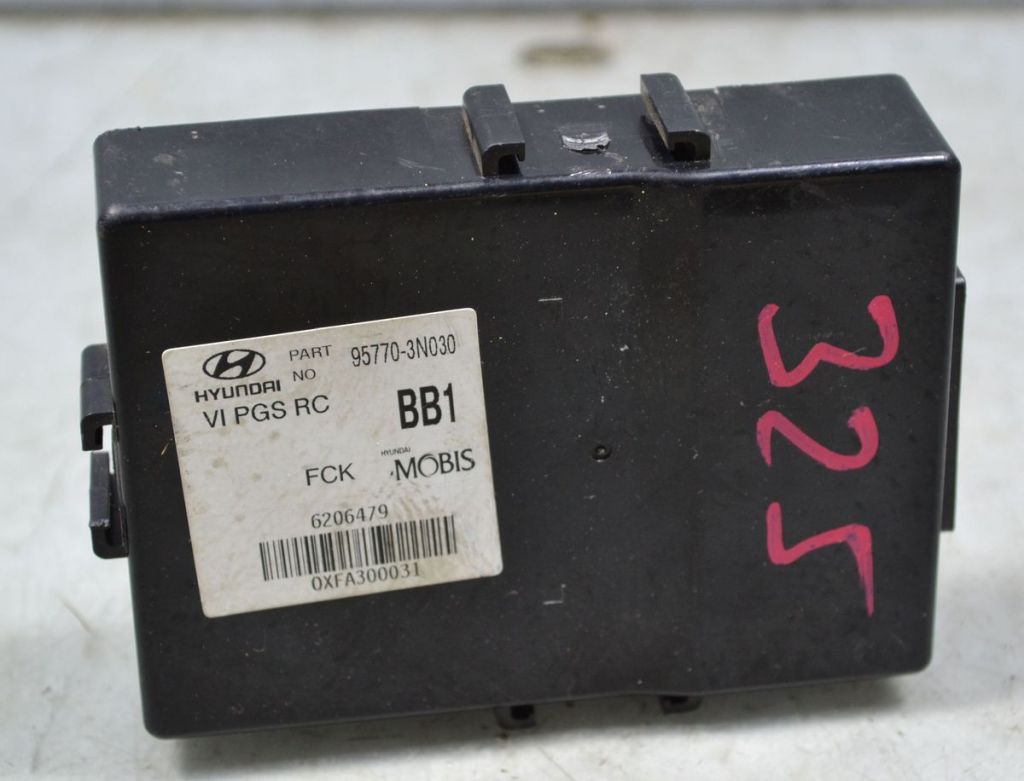 HYUNDAI
PART NO
95770-3N030
VI PGS RC
BB1
FCK
HYUNDAI
MOBIS
6206479
0XFA300031
325